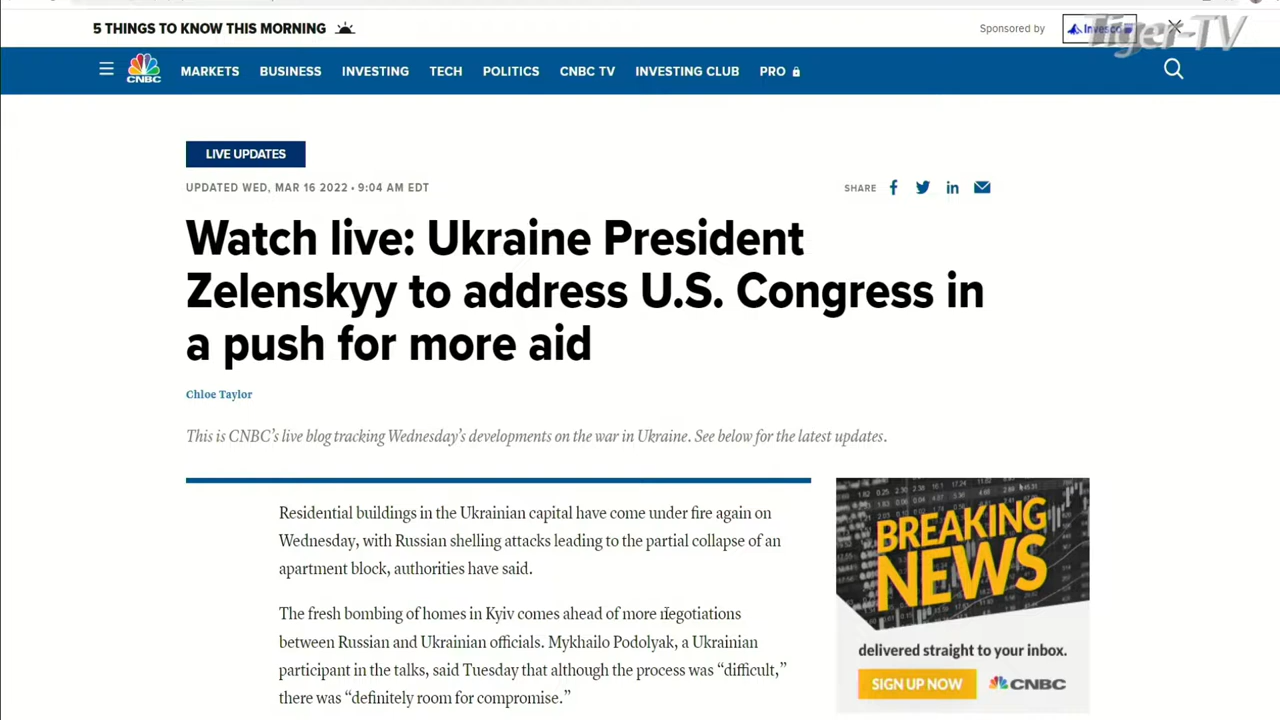 5 THINGS TO KNOW THIS MORNING
Sponsored by
Invesco
Tiger-TV
CNBC
MARKETS BUSINESS INVESTING TECH POLITICS CNBC TV INVESTING CLUB PRO
LIVE UPDATES
UPDATED WED, MAR 16 2022 • 9:04 AM EDT
SHARE
Watch live: Ukraine President
Zelenskyy to address U.S. Congress in
a push for more aid
Chloe Taylor
This is CNBC’s live blog tracking Wednesday’s developments on the war in Ukraine. See below for the latest updates.
Residential buildings in the Ukrainian capital have come under fire again on
Wednesday, with Russian shelling attacks leading to the partial collapse of an
apartment block, authorities have said.
The fresh bombing of homes in Kyiv comes ahead of more negotiations
between Russian and Ukrainian officials. Mykhailo Podolyak, a Ukrainian
participant in the talks, said Tuesday that although the process was “difficult,”
there was “definitely room for compromise.”
BREAKING
NEWS
delivered straight to your inbox.
SIGN UP NOW
CNBC